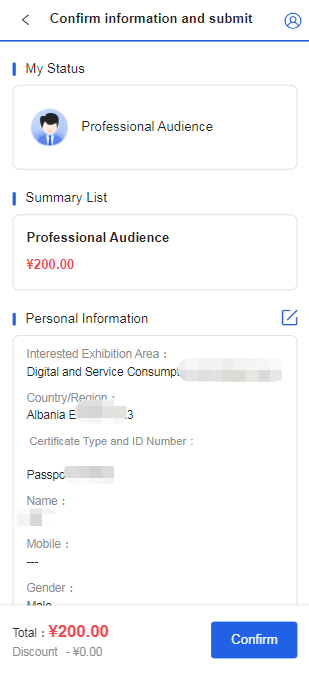 Confirm information and submit
My Status
Professional Audience
Summary List
Professional Audience
¥200.00
Personal Information
Interested Exhibition Area：
Digital and Service
Country/Region：
Albania
Certificate Type and ID Number：
Name：
Mobile：
---
Gender：
Male
Total：¥200.00
Discount -¥0.00
Confirm